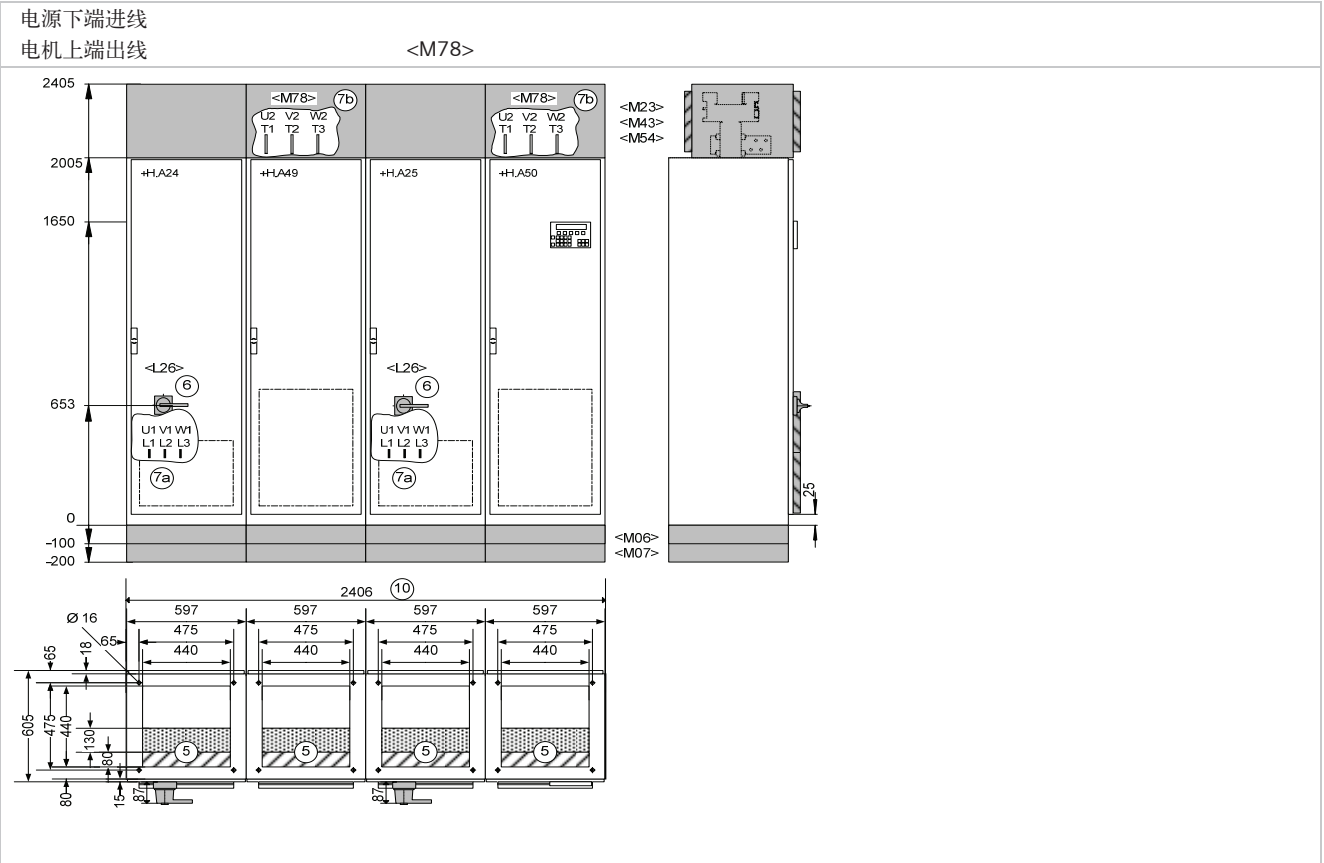 电源下端进线
电机上端出线 <M78>
2405
<M78> 7b <M78> 7b
U2 V2 W2 U2 V2 W2
T1 T2 T3 T1 T2 T3
<M23>
<M43>
<M54>
2005
+H.A24 +H.A49 +H.A25 +H.A50
1650
<L26> <L26>
6 6
653
U1 V1 W1 U1 V1 W1
L1 L2 L3 L1 L2 L3
7a 7a
25
0
-100 <M06>
-200 <M07>
2406 10
597 597 597 597
Ø 16
475 475 475 475
65 18 65
440 440 440 440
605 475 440 130 80
5 5 5 5
80 15 87 87